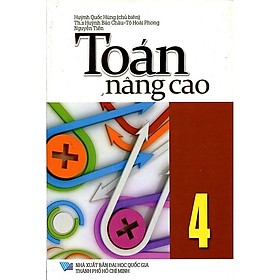 Huỳnh Quốc Hùng (chủ biên)
Th.s Huỳnh Bảo Châu-Tô Hoài Phong
Nguyễn Tiến
Toán
nâng cao
4
NHÀ XUẤT BẢN ĐẠI HỌC QUỐC GIA
THÀNH PHỐ HỒ CHÍ MINH